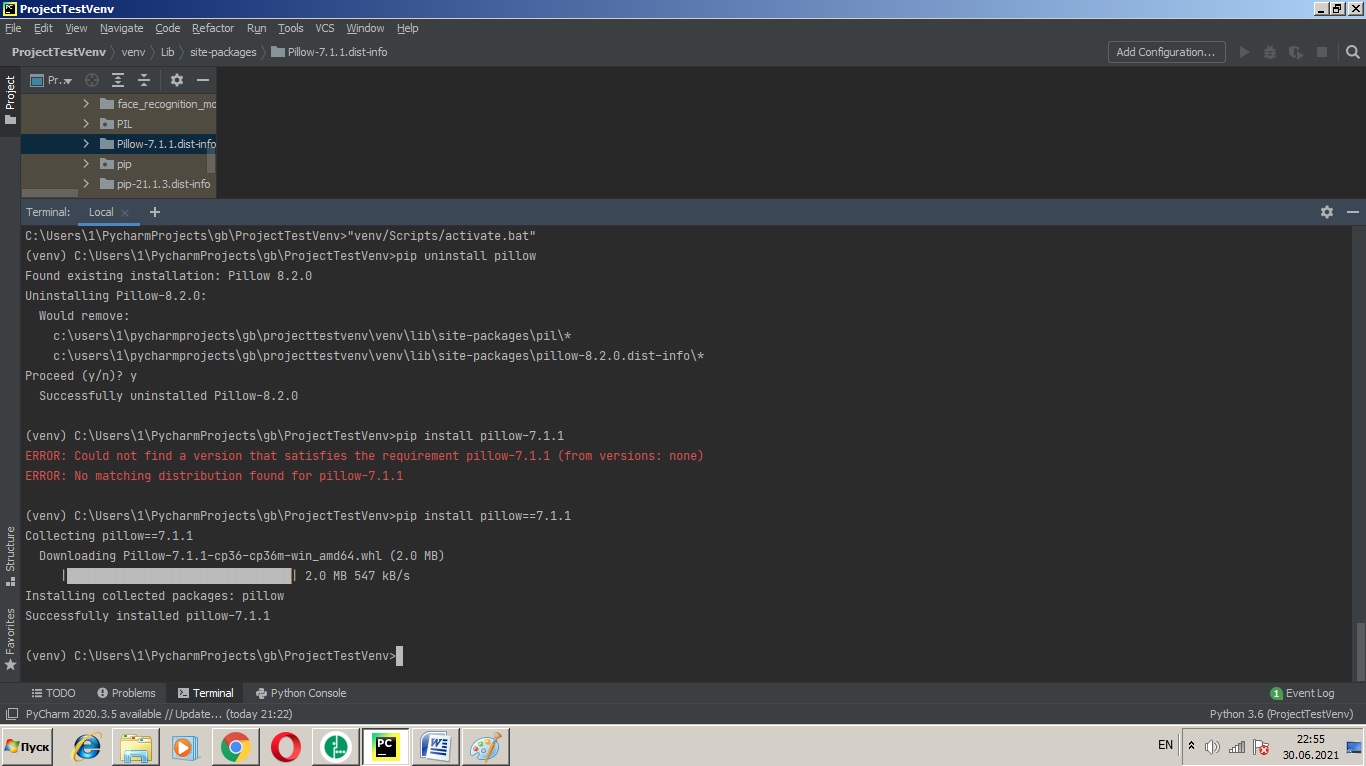 ProjectTestVenv
File Edit View Navigate Code Refactor Run Tools VCS Window Help
ProjectTestVenv venv Lib site-packages Pillow-7.1.1.dist-info Add Configuration...
Project
Pr..
face_recognition_mo
PIL
Pillow-7.1.1.dist-info
pip
pip-21.1.3.dist-info
Terminal: Local
C:\Users\1\PycharmProjects\gb\ProjectTestVenv>"venv/Scripts/activate.bat"
(venv) C:\Users\1\PycharmProjects\gb\ProjectTestVenv>pip uninstall pillow
Found existing installation: Pillow 8.2.0
Uninstalling Pillow-8.2.0:
Would remove:
c:\users\1\pycharmprojects\gb\projecttestvenv\venv\lib\site-packages\pil\*
c:\users\1\pycharmprojects\gb\projecttestvenv\venv\lib\site-packages\pillow-8.2.0.dist-info\*
Proceed (y/n)? y
Successfully uninstalled Pillow-8.2.0
(venv) C:\Users\1\PycharmProjects\gb\ProjectTestVenv>pip install pillow-7.1.1
ERROR: Could not find a version that satisfies the requirement pillow-7.1.1 (from versions: none)
ERROR: No matching distribution found for pillow-7.1.1
(venv) C:\Users\1\PycharmProjects\gb\ProjectTestVenv>pip install pillow==7.1.1
Collecting pillow==7.1.1
Downloading Pillow-7.1.1-cp36-cp36m-win_amd64.whl (2.0 MB)
| | 2.0 MB 547 kB/s
Installing collected packages: pillow
Successfully installed pillow-7.1.1
(venv) C:\Users\1\PycharmProjects\gb\ProjectTestVenv>
Structure
Favorites
TODO Problems Terminal Python Console 1 Event Log
PyCharm 2020.3.5 available // Update... (today 21:22) Python 3.6 (ProjectTestVenv)
Пуск EN 22:55
30.06.2021